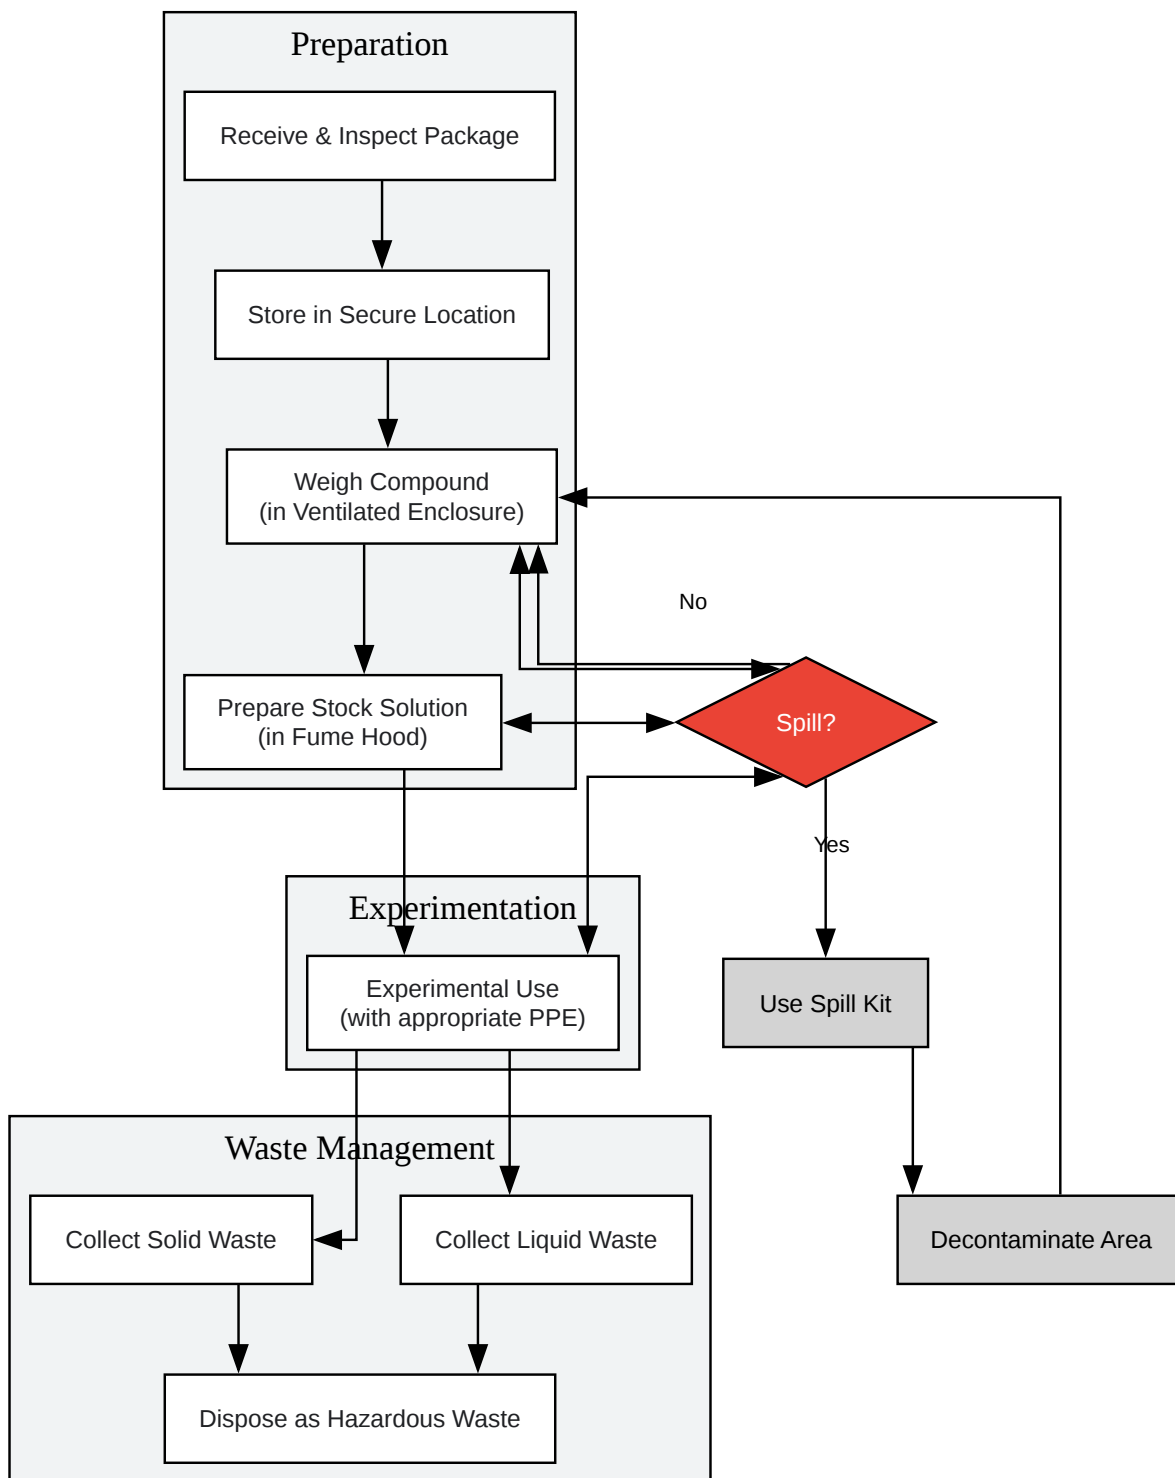 Preparation
Receive & Inspect Package
Store in Secure Location
Weigh Compound
(in Ventilated Enclosure)
No
Prepare Stock Solution
(in Fume Hood)
Spill?
Yes
Experimentation
Experimental Use
(with appropriate PPE)
Use Spill Kit
Waste Management
Collect Solid Waste
Collect Liquid Waste
Decontaminate Area
Dispose as Hazardous Waste